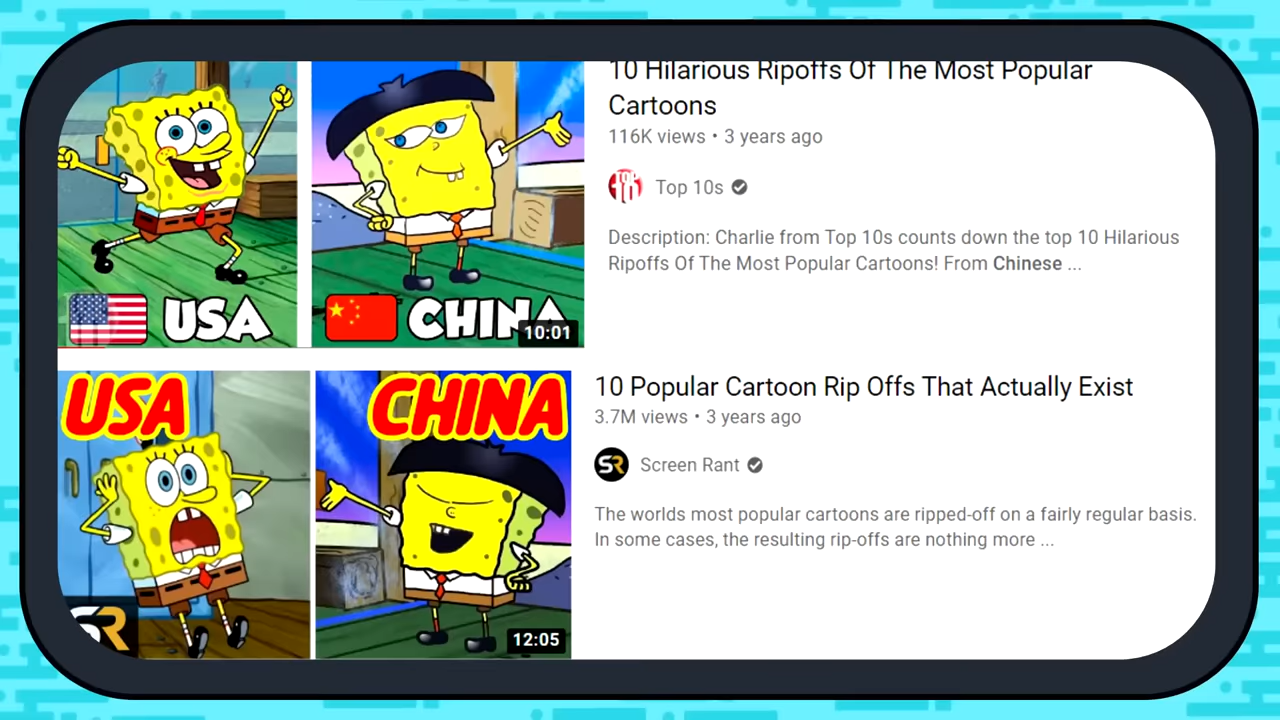 10 Hilarious Ripoffs Of The Most Popular
Cartoons
116K views • 3 years ago
TOP
10
Top 10s
Description: Charlie from Top 10s counts down the top 10 Hilarious
Ripoffs Of The Most Popular Cartoons! From Chinese ...
USA
CHINA
10:01
USA
CHINA
10 Popular Cartoon Rip Offs That Actually Exist
3.7M views • 3 years ago
SR
Screen Rant
The worlds most popular cartoons are ripped-off on a fairly regular basis.
In some cases, the resulting rip-offs are nothing more ...
SR
12:05